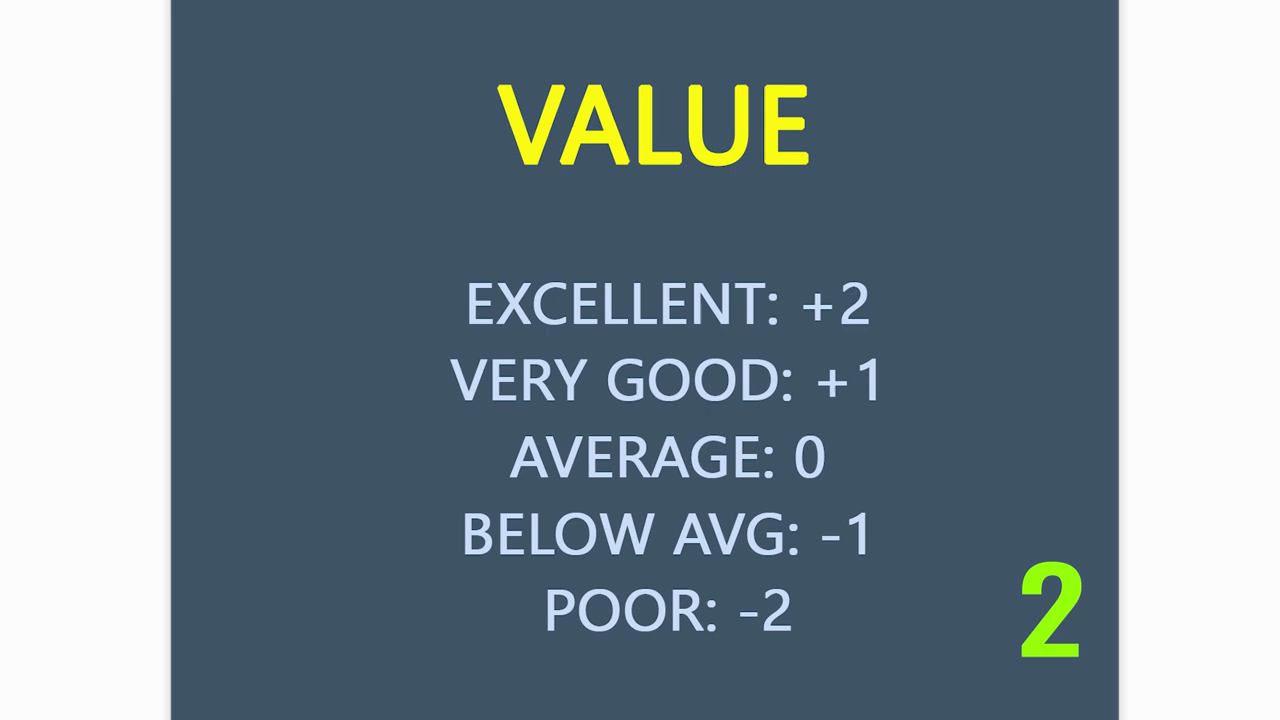 VALUE
EXCELLENT: +2
VERY GOOD: +1
AVERAGE: 0
BELOW AVG: -1
POOR: -2
2